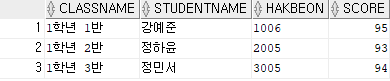 CLASSNAME STUDENTNAME HAKBEON SCORE
1 1학년 1반 강예준 1006 95
2 1학년 2반 정하윤 2005 93
3 1학년 3반 정민서 3005 94